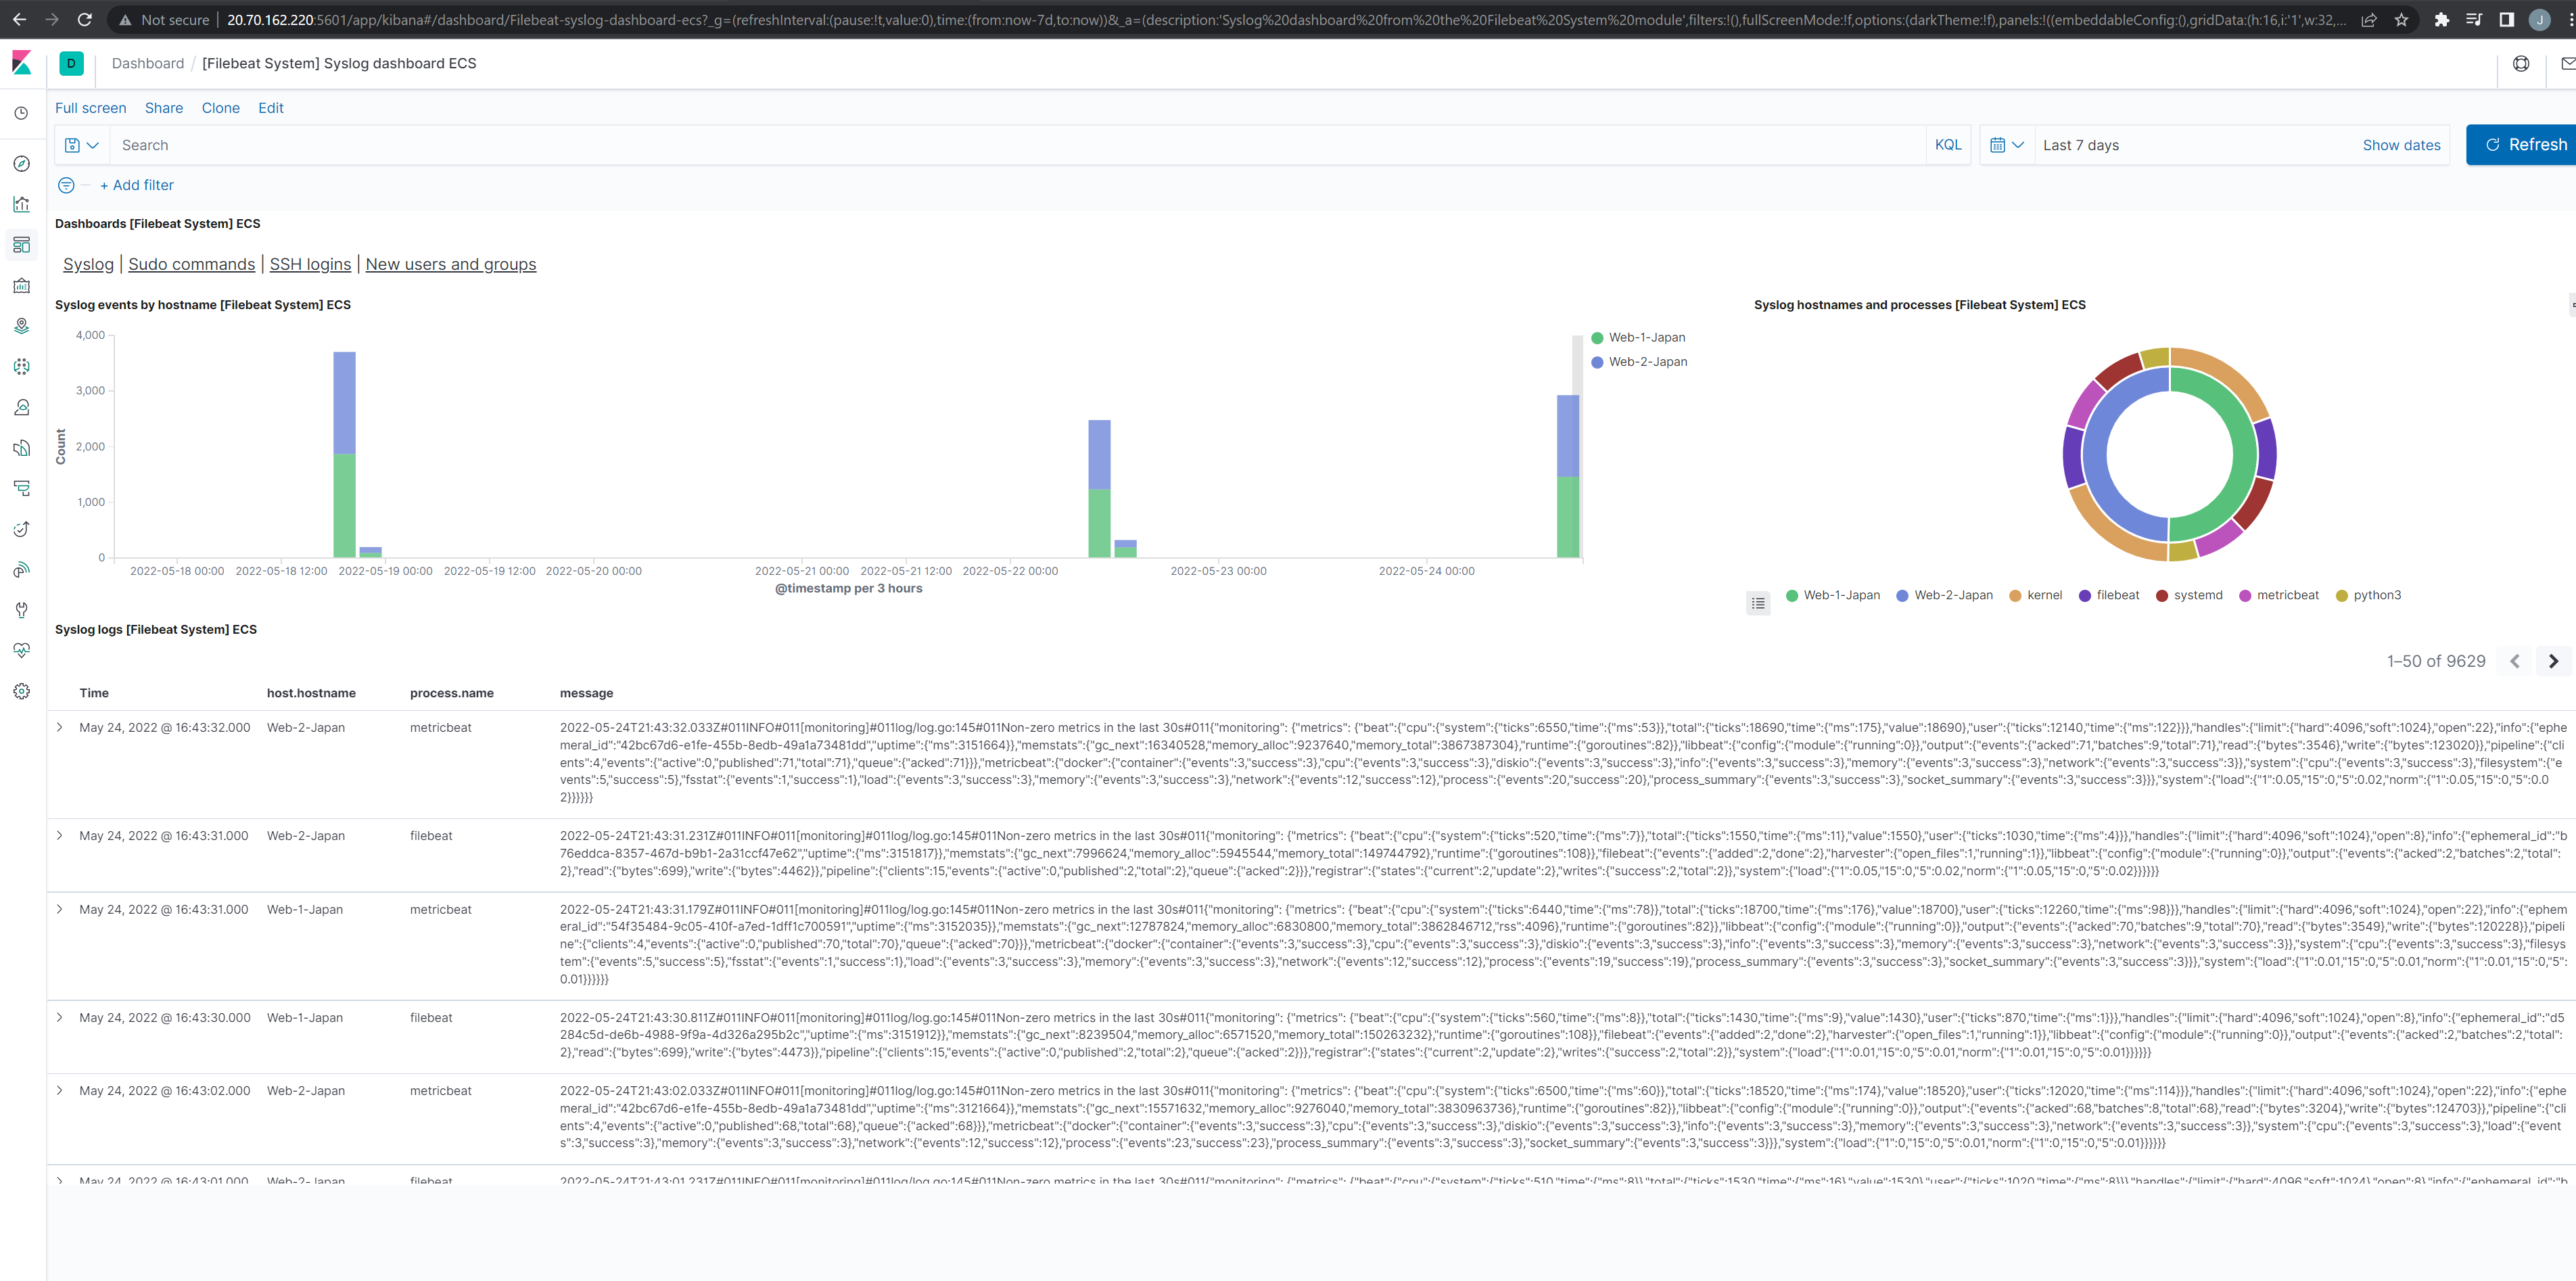 Not secure | 20.70.162.220:5601/app/kibana#/dashboard/Filebeat-syslog-dashboard-ecs?_g=(refreshInterval:(pause:!t,value:0),time:(from:now-7d,to:now))&_a=(description:'Syslog%20dashboard%20from%20the%20Filebeat%20System%20module',filters:!(),fullScreenMode:!f,options:(darkTheme:!f),panels:!((embeddableConfig:(),gridData:(h:16,i:'1',w:32,...
J
D Dashboard / [Filebeat System] Syslog dashboard ECS
Full screen Share Clone Edit
Search KQL Last 7 days Show dates Refresh
+ Add filter
Dashboards [Filebeat System] ECS
Syslog | Sudo commands | SSH logins | New users and groups
Syslog events by hostname [Filebeat System] ECS
4,000
3,000
2,000
1,000
0
Count
2022-05-18 00:00 2022-05-18 12:00 2022-05-19 00:00 2022-05-19 12:00 2022-05-20 00:00 2022-05-21 00:00 2022-05-21 12:00 2022-05-22 00:00 2022-05-23 00:00 2022-05-24 00:00
@timestamp per 3 hours
Web-1-Japan
Web-2-Japan
Syslog hostnames and processes [Filebeat System] ECS
Web-1-Japan Web-2-Japan kernel filebeat systemd metricbeat python3
Syslog logs [Filebeat System] ECS
1–50 of 9629
Time host.hostname process.name message
May 24, 2022 @ 16:43:32.000 Web-2-Japan metricbeat 2022-05-24T21:43:32.033Z#011INFO#011[monitoring]#011log/log.go:145#011Non-zero metrics in the last 30s#011{"monitoring": {"metrics": {"beat":{"cpu":{"system":{"ticks":6550,"time":{"ms":53}},"total":{"ticks":18690,"time":{"ms":175},"value":18690},"user":{"ticks":12140,"time":{"ms":122}}},"handles":{"limit":{"hard":4096,"soft":1024},"open":22},"info":{"ephe
meral_id":"42bc67d6-e1fe-455b-8edb-49a1a73481dd","uptime":{"ms":3151664}},"memstats":{"gc_next":16340528,"memory_alloc":9237640,"memory_total":3867387304},"runtime":{"goroutines":82}},"libbeat":{"config":{"module":{"running":0}},"output":{"events":{"acked":71,"batches":9,"total":71},"read":{"bytes":3546},"write":{"bytes":123020}},"pipeline":{"cli
ents":4,"events":{"active":0,"published":71,"total":71},"queue":{"acked":71}}},"metricbeat":{"docker":{"container":{"events":3,"success":3},"cpu":{"events":3,"success":3},"diskio":{"events":3,"success":3},"info":{"events":3,"success":3},"memory":{"events":3,"success":3},"network":{"events":3,"success":3}},"system":{"cpu":{"events":3,"success":3},"filesystem":{"e
vents":5,"success":5},"fsstat":{"events":1,"success":1},"load":{"events":3,"success":3},"memory":{"events":3,"success":3},"network":{"events":12,"success":12},"process":{"events":20,"success":20},"process_summary":{"events":3,"success":3},"socket_summary":{"events":3,"success":3}}},"system":{"load":{"1":0.05,"15":0,"5":0.02,"norm":{"1":0.05,"15":0,"5":0.0
2}}}}}}
May 24, 2022 @ 16:43:31.000 Web-2-Japan filebeat 2022-05-24T21:43:31.231Z#011INFO#011[monitoring]#011log/log.go:145#011Non-zero metrics in the last 30s#011{"monitoring": {"metrics": {"beat":{"cpu":{"system":{"ticks":520,"time":{"ms":7}},"total":{"ticks":1550,"time":{"ms":11},"value":1550},"user":{"ticks":1030,"time":{"ms":4}}},"handles":{"limit":{"hard":4096,"soft":1024},"open":8},"info":{"ephemeral_id":"b
76eddca-8357-467d-b9b1-2a31ccf47e62","uptime":{"ms":3151817}},"memstats":{"gc_next":7996624,"memory_alloc":5945544,"memory_total":149744792},"runtime":{"goroutines":108}},"filebeat":{"events":{"added":2,"done":2},"harvester":{"open_files":1,"running":1}},"libbeat":{"config":{"module":{"running":0}},"output":{"events":{"acked":2,"batches":2,"total":
2},"read":{"bytes":699},"write":{"bytes":4462}},"pipeline":{"clients":15,"events":{"active":0,"published":2,"total":2},"queue":{"acked":2}}},"registrar":{"states":{"current":2,"update":2},"writes":{"success":2,"total":2}},"system":{"load":{"1":0.05,"15":0,"5":0.02,"norm":{"1":0.05,"15":0,"5":0.02}}}}}}
May 24, 2022 @ 16:43:31.000 Web-1-Japan metricbeat 2022-05-24T21:43:31.179Z#011INFO#011[monitoring]#011log/log.go:145#011Non-zero metrics in the last 30s#011{"monitoring": {"metrics": {"beat":{"cpu":{"system":{"ticks":6440,"time":{"ms":78}},"total":{"ticks":18700,"time":{"ms":176},"value":18700},"user":{"ticks":12260,"time":{"ms":98}}},"handles":{"limit":{"hard":4096,"soft":1024},"open":22},"info":{"ephem
eral_id":"54f35484-9c05-410f-a7ed-1dff1c700591","uptime":{"ms":3152035}},"memstats":{"gc_next":12787824,"memory_alloc":6830800,"memory_total":3862846712,"rss":4096},"runtime":{"goroutines":82}},"libbeat":{"config":{"module":{"running":0}},"output":{"events":{"acked":70,"batches":9,"total":70},"read":{"bytes":3549},"write":{"bytes":120228}},"pipeli
ne":{"clients":4,"events":{"active":0,"published":70,"total":70},"queue":{"acked":70}}},"metricbeat":{"docker":{"container":{"events":3,"success":3},"cpu":{"events":3,"success":3},"diskio":{"events":3,"success":3},"info":{"events":3,"success":3},"memory":{"events":3,"success":3},"network":{"events":3,"success":3}},"system":{"cpu":{"events":3,"success":3},"filesy
stem":{"events":5,"success":5},"fsstat":{"events":1,"success":1},"load":{"events":3,"success":3},"memory":{"events":3,"success":3},"network":{"events":12,"success":12},"process":{"events":19,"success":19},"process_summary":{"events":3,"success":3},"socket_summary":{"events":3,"success":3}}},"system":{"load":{"1":0.01,"15":0,"5":0.01,"norm":{"1":0.01,"15":0,"5":
0.01}}}}}}
May 24, 2022 @ 16:43:30.000 Web-1-Japan filebeat 2022-05-24T21:43:30.811Z#011INFO#011[monitoring]#011log/log.go:145#011Non-zero metrics in the last 30s#011{"monitoring": {"metrics": {"beat":{"cpu":{"system":{"ticks":560,"time":{"ms":8}},"total":{"ticks":1430,"time":{"ms":9},"value":1430},"user":{"ticks":870,"time":{"ms":1}}},"handles":{"limit":{"hard":4096,"soft":1024},"open":8},"info":{"ephemeral_id":"d5
284c5d-de6b-4988-9f9a-4d326a295b2c","uptime":{"ms":3151912}},"memstats":{"gc_next":8239504,"memory_alloc":6571520,"memory_total":150263232},"runtime":{"goroutines":108}},"filebeat":{"events":{"added":2,"done":2},"harvester":{"open_files":1,"running":1}},"libbeat":{"config":{"module":{"running":0}},"output":{"events":{"acked":2,"batches":2,"total":
2},"read":{"bytes":699},"write":{"bytes":4473}},"pipeline":{"clients":15,"events":{"active":0,"published":2,"total":2},"queue":{"acked":2}}},"registrar":{"states":{"current":2,"update":2},"writes":{"success":2,"total":2}},"system":{"load":{"1":0.01,"15":0,"5":0.01,"norm":{"1":0.01,"15":0,"5":0.01}}}}}}
May 24, 2022 @ 16:43:02.000 Web-2-Japan metricbeat 2022-05-24T21:43:02.033Z#011INFO#011[monitoring]#011log/log.go:145#011Non-zero metrics in the last 30s#011{"monitoring": {"metrics": {"beat":{"cpu":{"system":{"ticks":6500,"time":{"ms":60}},"total":{"ticks":18520,"time":{"ms":174},"value":18520},"user":{"ticks":12020,"time":{"ms":114}}},"handles":{"limit":{"hard":4096,"soft":1024},"open":22},"info":{"ephe
meral_id":"42bc67d6-e1fe-455b-8edb-49a1a73481dd","uptime":{"ms":3121664}},"memstats":{"gc_next":15571632,"memory_alloc":9276040,"memory_total":3830963736},"runtime":{"goroutines":82}},"libbeat":{"config":{"module":{"running":0}},"output":{"events":{"acked":68,"batches":8,"total":68},"read":{"bytes":3204},"write":{"bytes":124703}},"pipeline":{"cli
ents":4,"events":{"active":0,"published":68,"total":68},"queue":{"acked":68}}},"metricbeat":{"docker":{"container":{"events":3,"success":3},"cpu":{"events":3,"success":3},"diskio":{"events":3,"success":3},"info":{"events":3,"success":3},"memory":{"events":3,"success":3},"network":{"events":3,"success":3}},"system":{"cpu":{"events":3,"success":3},"load":{"event
s":3,"success":3},"memory":{"events":3,"success":3},"network":{"events":12,"success":12},"process":{"events":23,"success":23},"process_summary":{"events":3,"success":3},"socket_summary":{"events":3,"success":3}}},"system":{"load":{"1":0,"15":0,"5":0.01,"norm":{"1":0,"15":0,"5":0.01}}}}}}
May 24, 2022 @ 16:43:01.000 Web-2-Japan filebeat 2022-05-24T21:43:01.231Z#011INFO#011[monitoring]#011log/log.go:145#011Non-zero metrics in the last 30s#011{"monitoring": {"metrics": {"beat":{"cpu":{"system":{"ticks":510,"time":{"ms":8}},"total":{"ticks":1530,"time":{"ms":16},"value":1530},"user":{"ticks":1020,"time":{"ms":8}}},"handles":{"limit":{"hard":4096,"soft":1024},"open":8},"info":{"ephemeral_id":"b